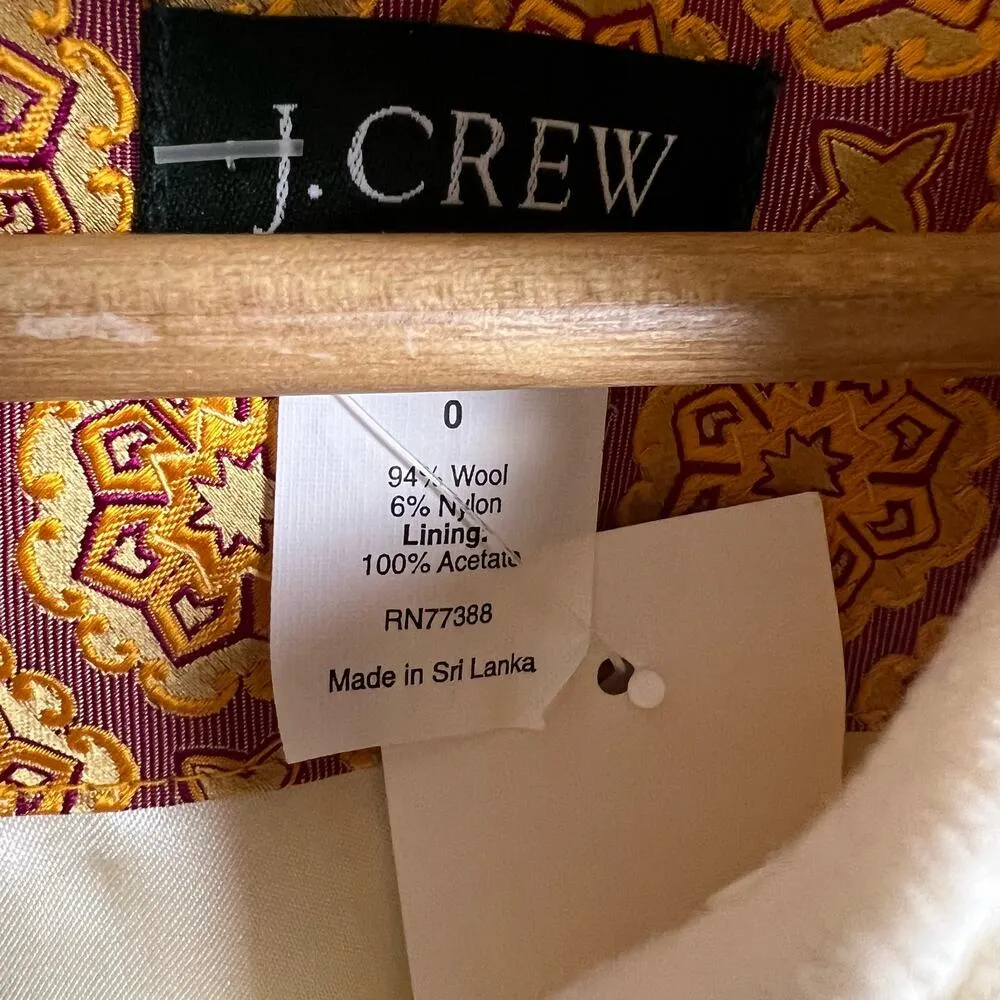 J.CREW
0
94% Wool
6% Nylon
Lining:
100% Acetate
RN77388
Made in Sri Lanka